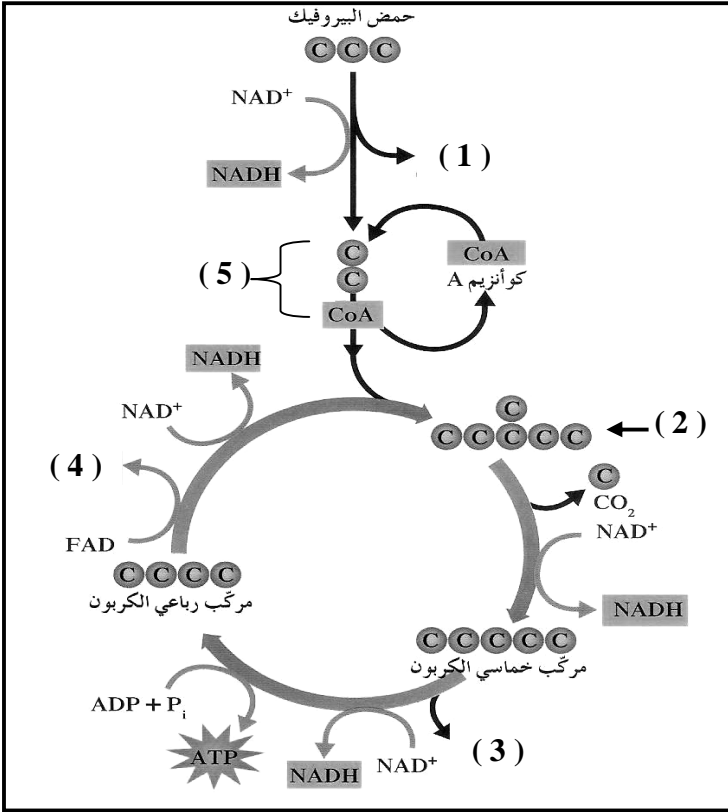 حمض البيروفيك
C C C
NAD⁺
( 1 )
NADH
C
( 5 )
CoA
C
كوأنزيم A
CoA
NADH
NAD⁺
C
C C C C C
( 2 )
( 4 )
C
CO₂
NAD⁺
FAD
C C C C
مركّب رباعي الكربون
NADH
C C C C C
مركّب خماسي الكربون
ADP + Pᵢ
( 3 )
ATP
NADH
NAD⁺